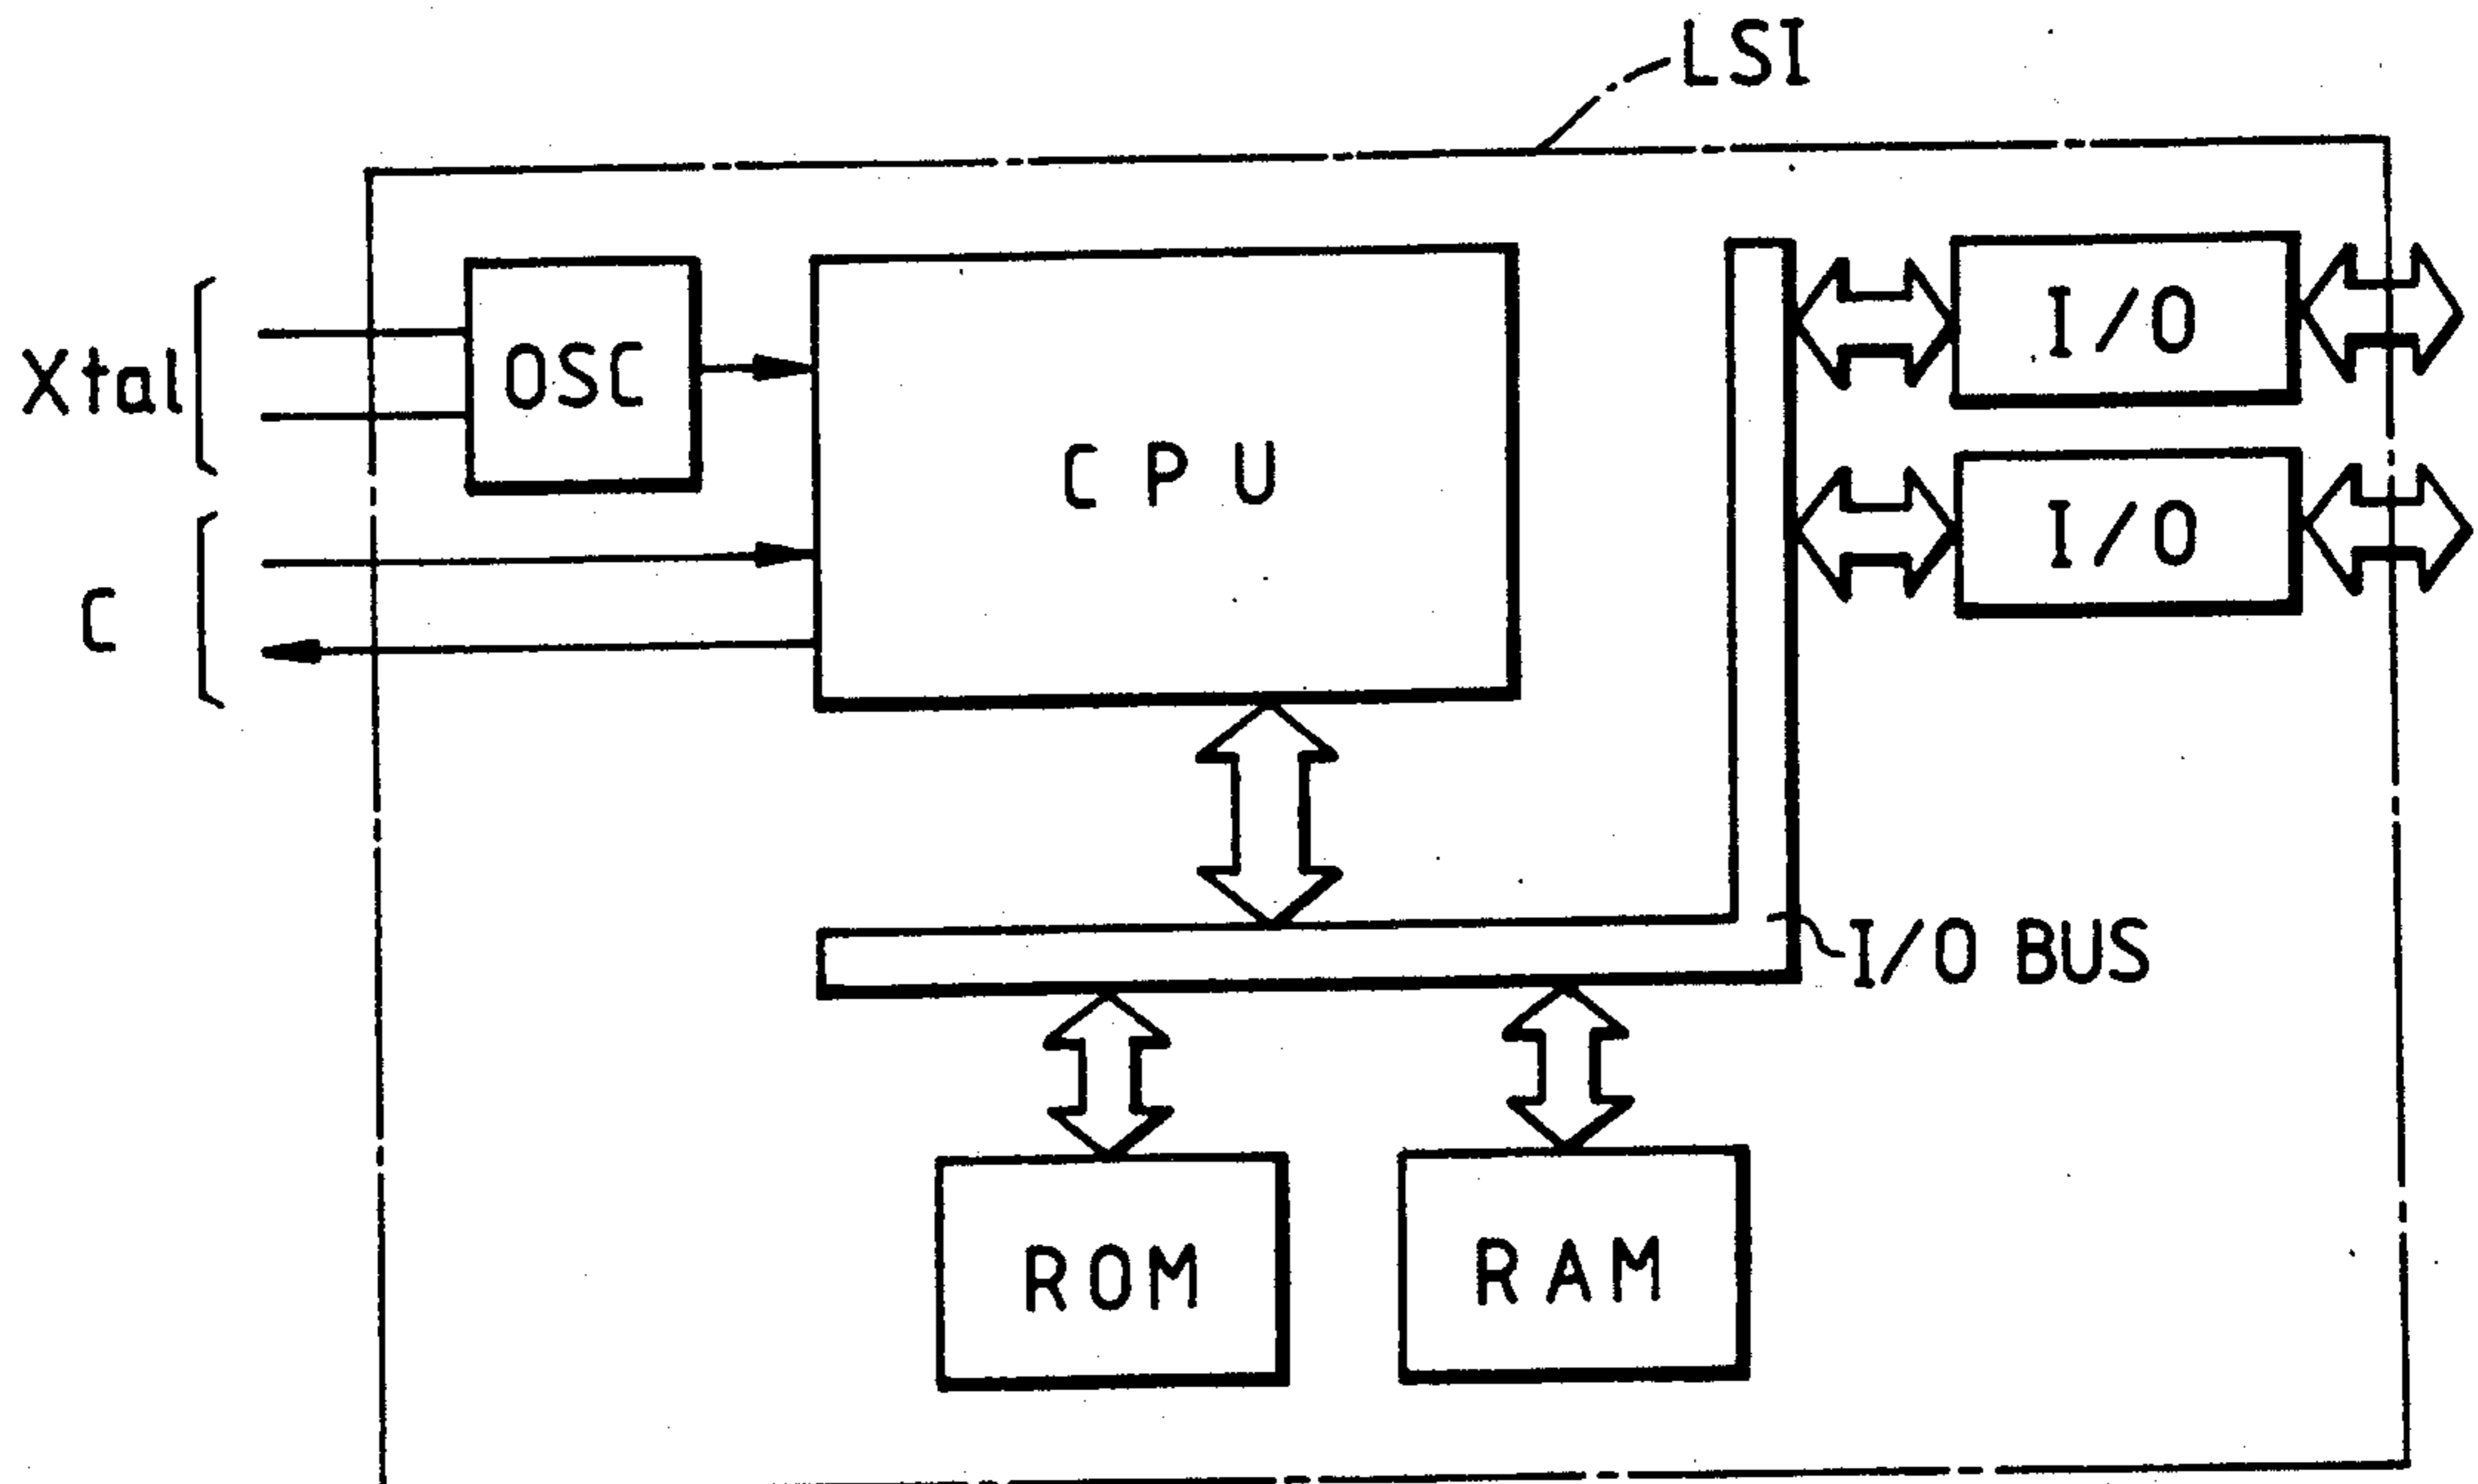 LSI
Xtal
OSC
CPU
I/O
I/O
C
I/O BUS
ROM
RAM